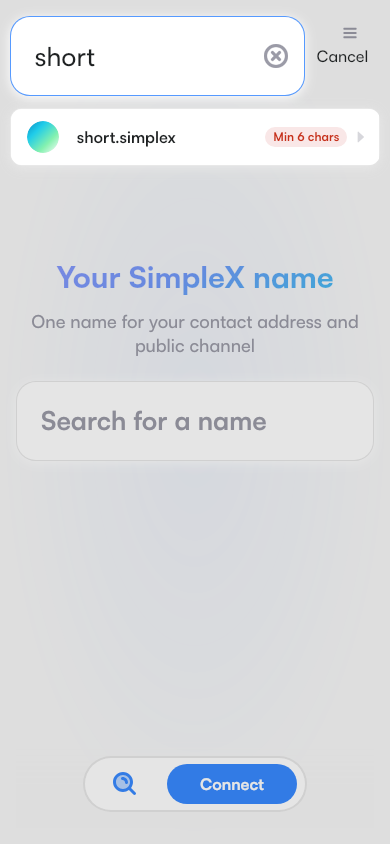 short
Cancel
short.simplex
Min 6 chars
Your SimpleX name
One name for your contact address and
public channel
Search for a name
Connect